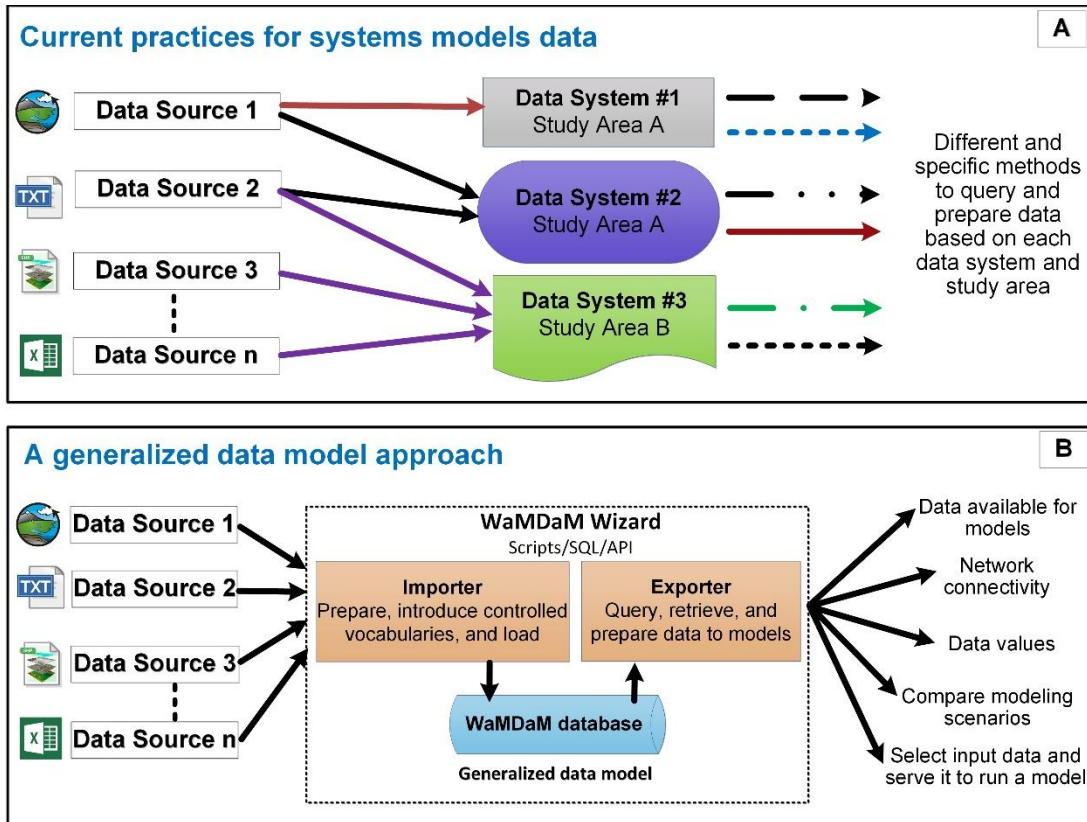 Current practices for systems models data
A
Data Source 1
TXT
Data Source 2
Data Source 3
Data Source n
Data System #1
Study Area A
Data System #2
Study Area A
Data System #3
Study Area B
Different and
specific methods
to query and
prepare data
based on each
data system and
study area
A generalized data model approach
B
Data Source 1
TXT
Data Source 2
Data Source 3
Data Source n
WaMDaM Wizard
Scripts/SQL/API
Importer
Prepare, introduce controlled
vocabularies, and load
Exporter
Query, retrieve, and
prepare data to models
WaMDaM database
Generalized data model
Data available for
models
Network
connectivity
Data values
Compare modeling
scenarios
Select input data and
serve it to run a model